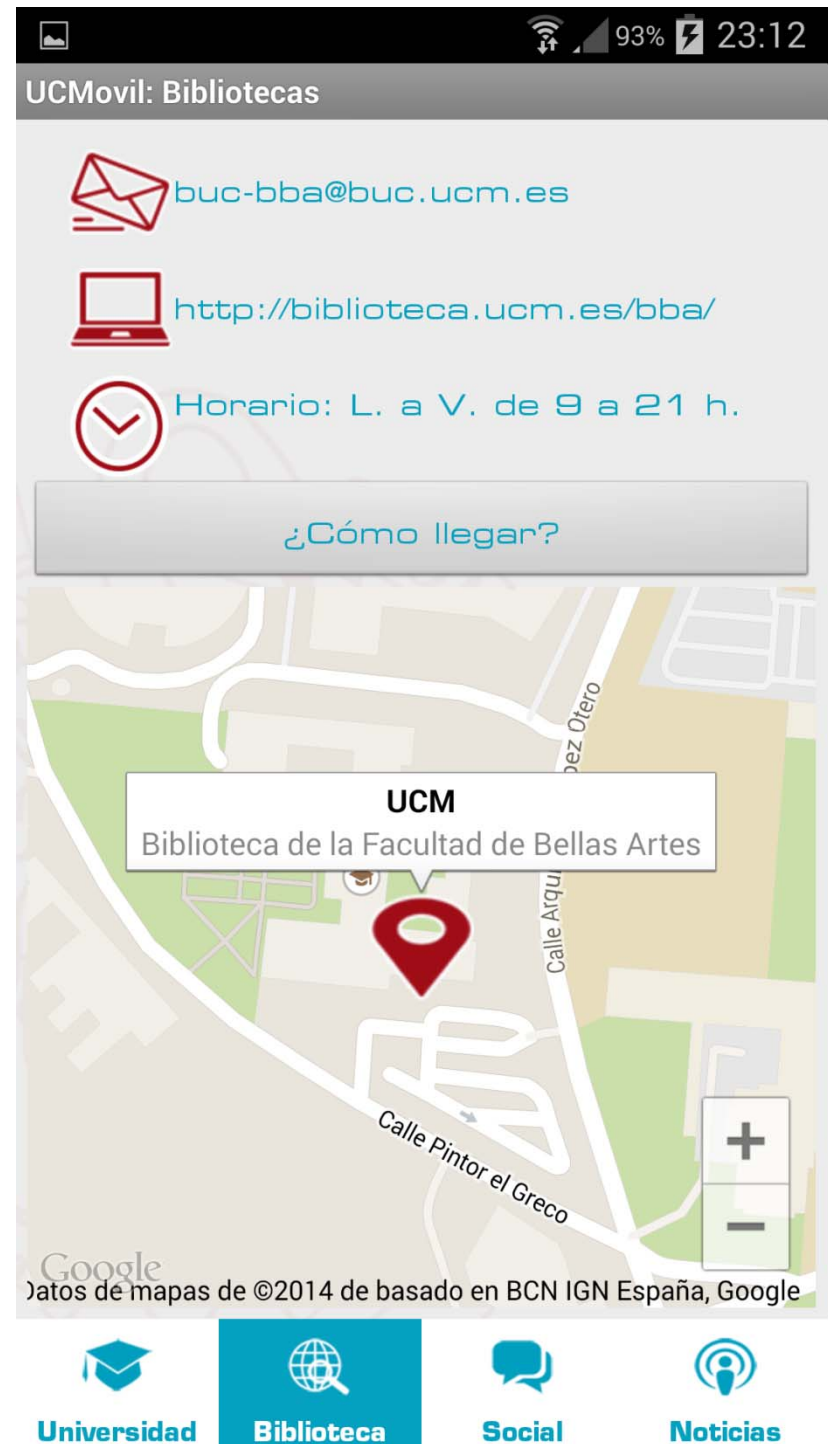 93% 23:12
UCMovil: Bibliotecas
buc-bba@buc.ucm.es
http://biblioteca.ucm.es/bba/
Horario: L. a V. de 9 a 21 h.
¿Cómo llegar?
pez Otero
UCM
Biblioteca de la Facultad de Bellas Artes
Calle Arqu
Calle Pintor el Greco
+
−
Google
Datos de mapas de ©2014 de basado en BCN IGN España, Google
Universidad Biblioteca Social Noticias